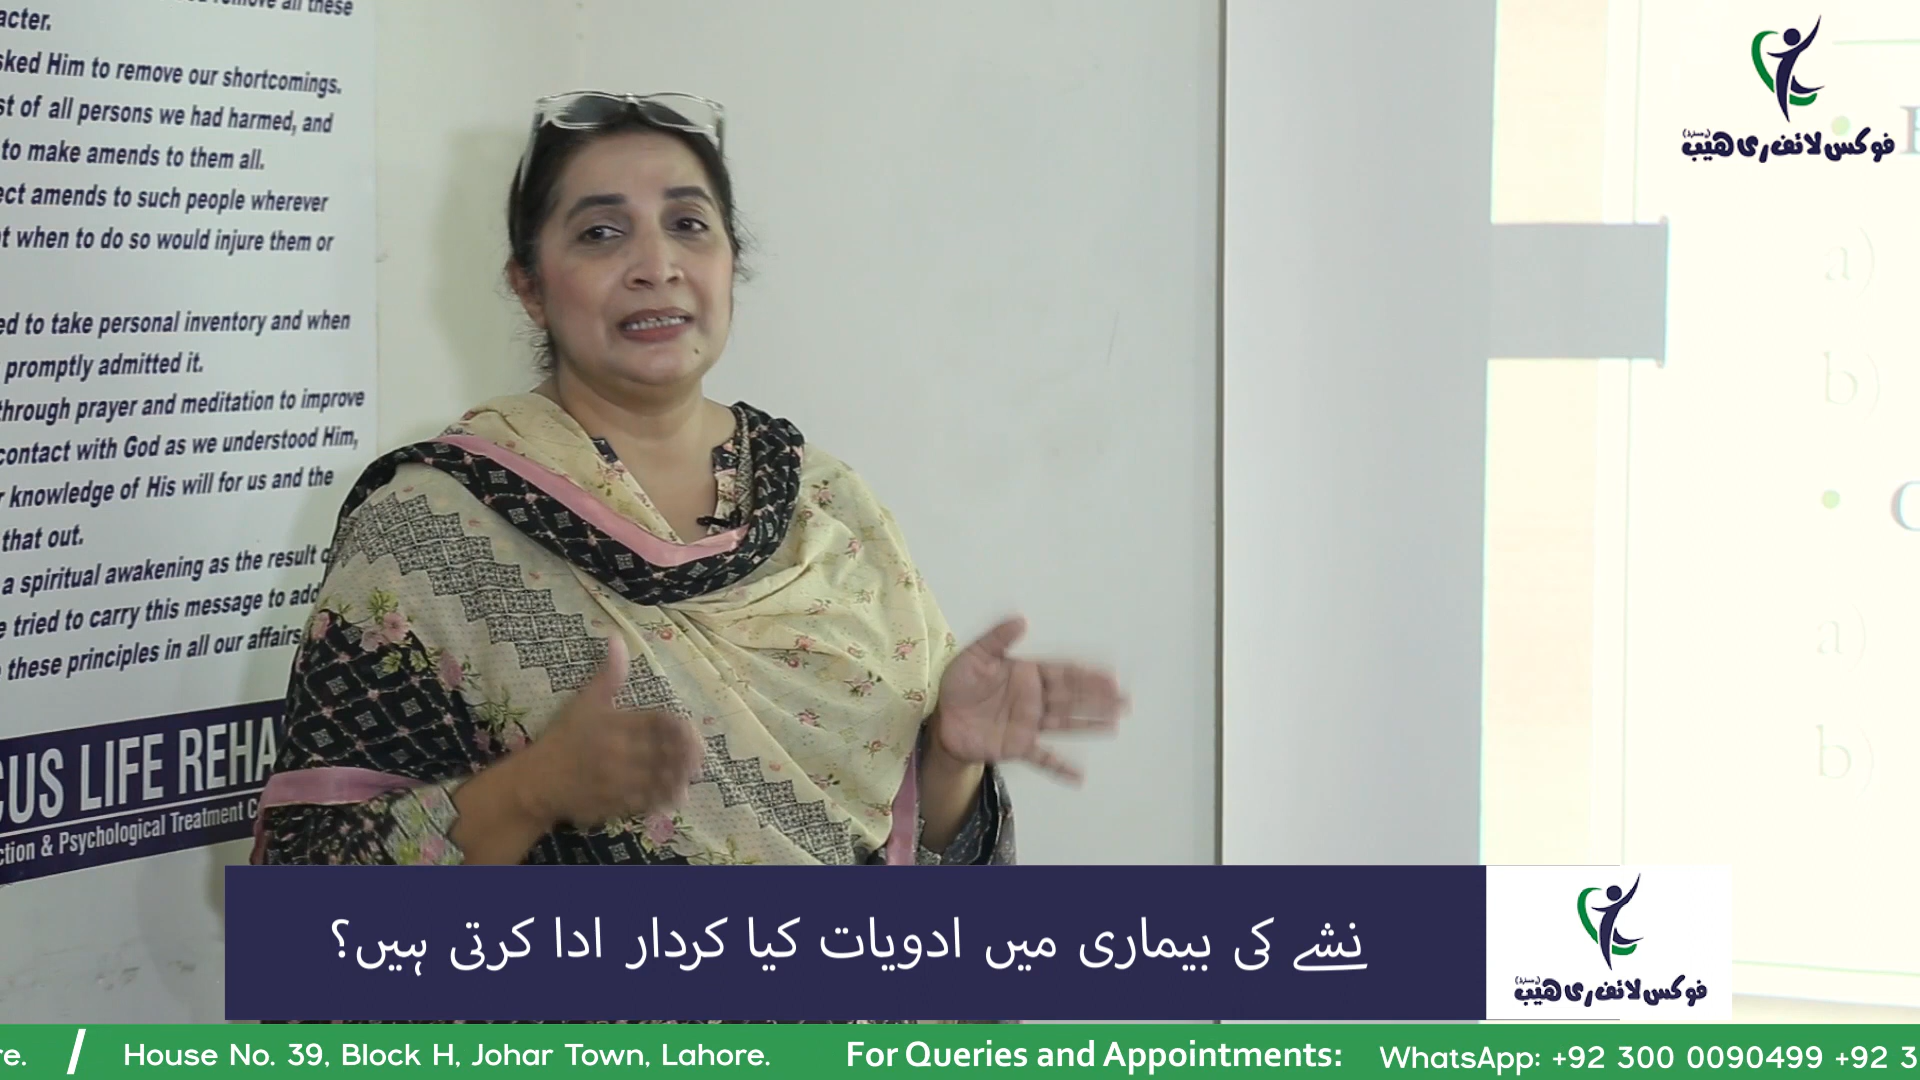 acter.
sked Him to remove our shortcomings.
st of all persons we had harmed, and
to make amends to them all.
ect amends to such people wherever
t when to do so would injure them or
ed to take personal inventory and when
promptly admitted it.
through prayer and meditation to improve
contact with God as we understood Him,
r knowledge of His will for us and the
that out.
a spiritual awakening as the result
e tried to carry this message to add
these principles in all our affairs
CUS LIFE REHA
ction & Psychological Treatment C
فوکس لائف ری ھیب
a)
b)
a)
b)
نشے کی بیماری میں ادویات کیا کردار ادا کرتی ہیں؟
فوکس لائف ری ھیب
re. / House No. 39, Block H, Johar Town, Lahore. For Queries and Appointments: WhatsApp: +92 300 0090499 +92 3